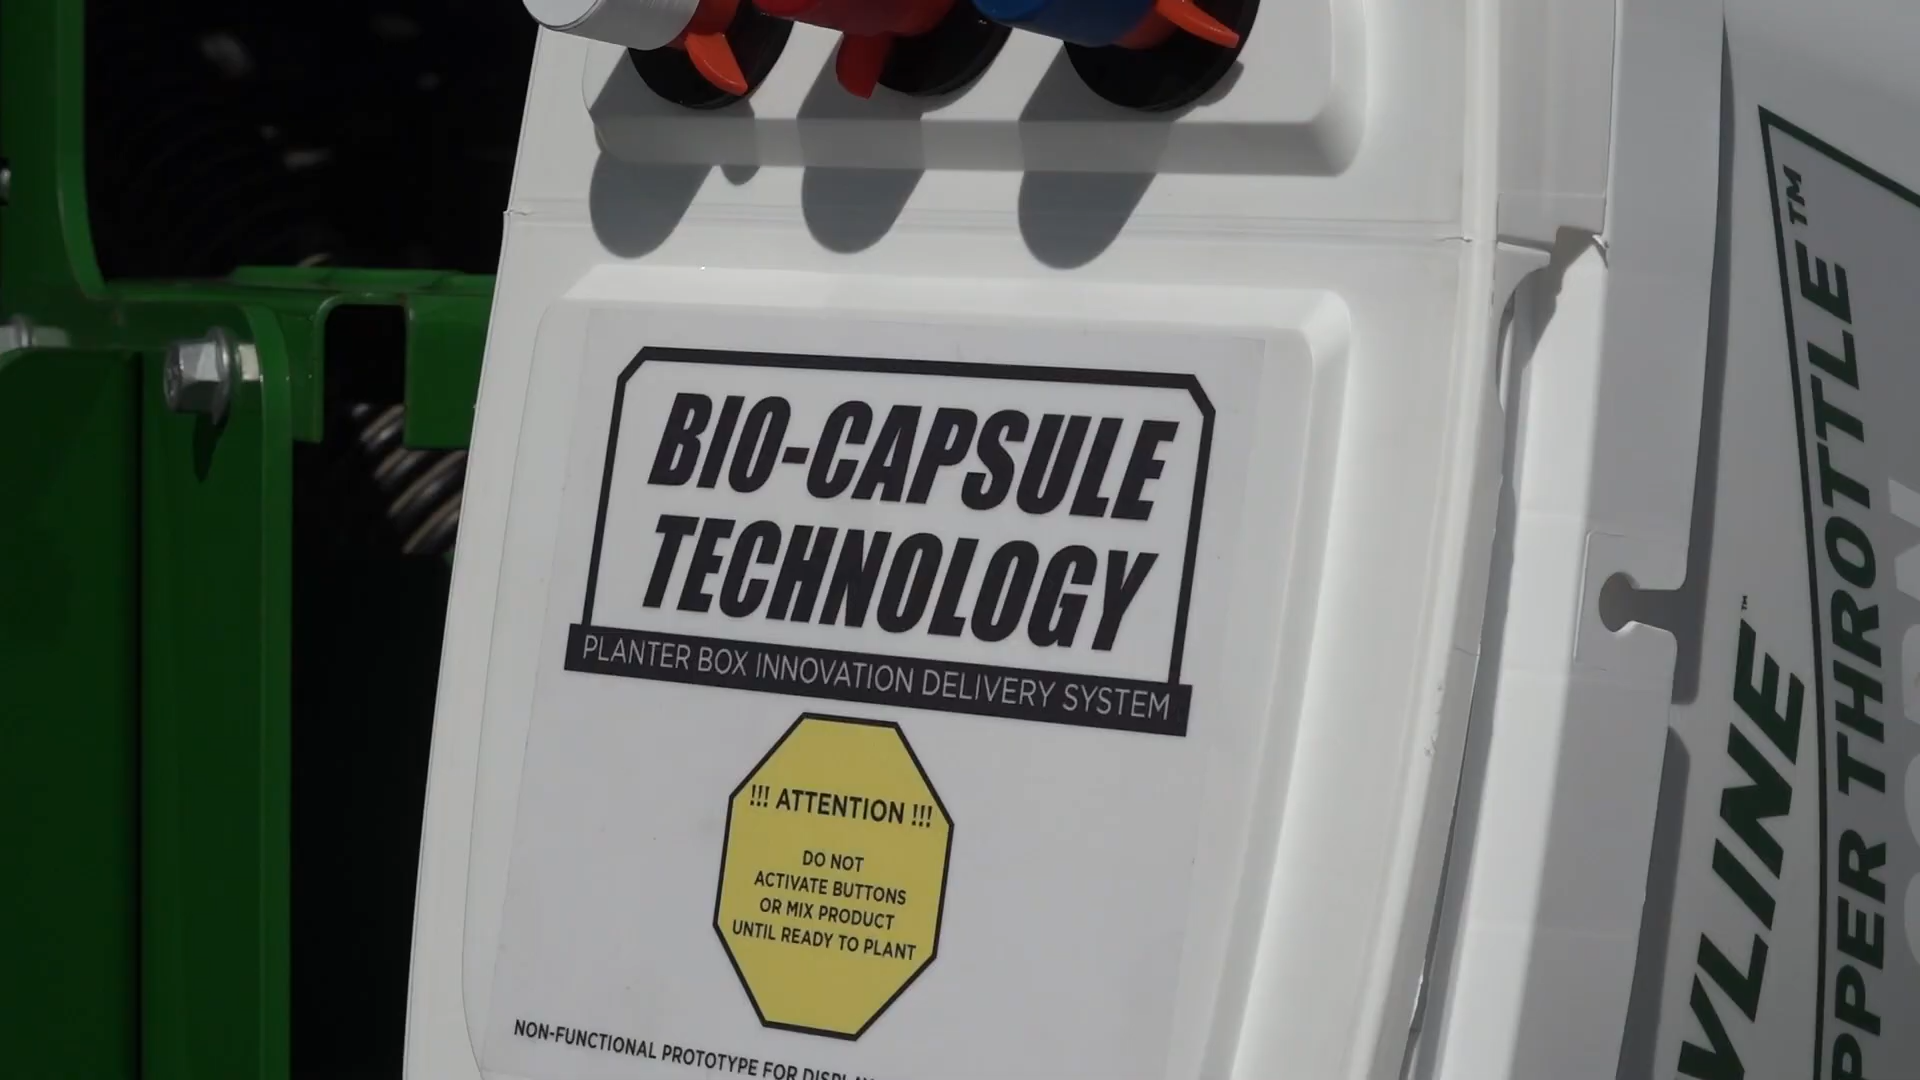 BIO-CAPSULE
TECHNOLOGY
PLANTER BOX INNOVATION DELIVERY SYSTEM
!!! ATTENTION !!!
DO NOT
ACTIVATE BUTTONS
OR MIX PRODUCT
UNTIL READY TO PLANT
NON-FUNCTIONAL PROTOTYPE FOR
VLINE™
PPER THROTTLE™